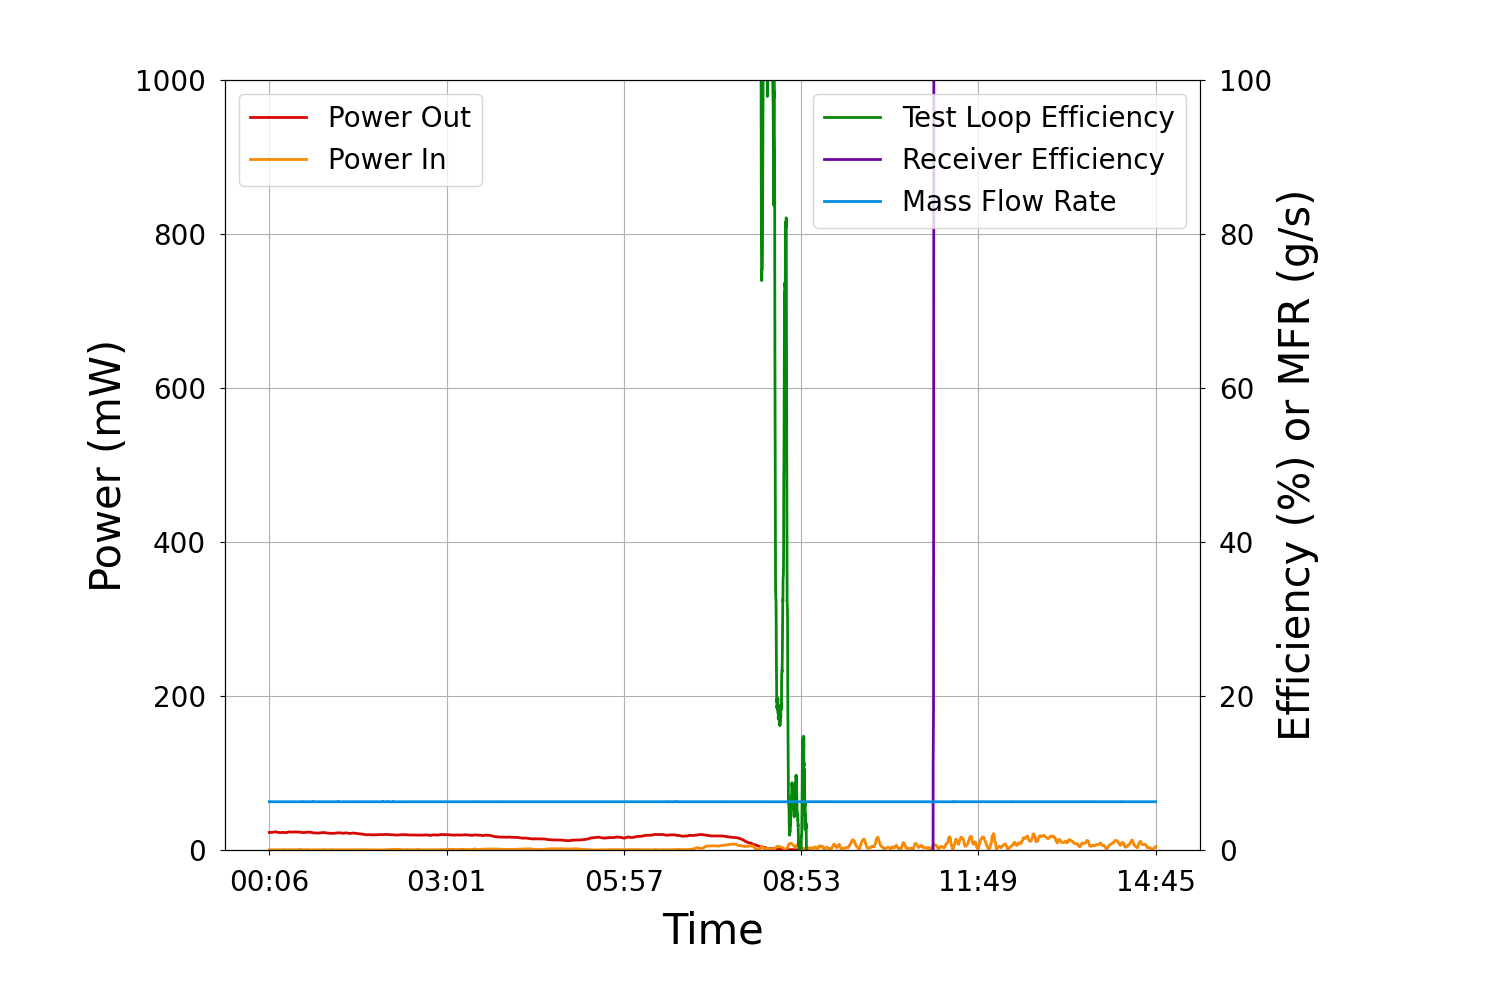 1000
800
600
400
200
0
Power (mW)
Power Out
Power In
Test Loop Efficiency
Receiver Efficiency
Mass Flow Rate
100
80
60
40
20
0
Efficiency (%) or MFR (g/s)
00:06 03:01 05:57 08:53 11:49 14:45
Time